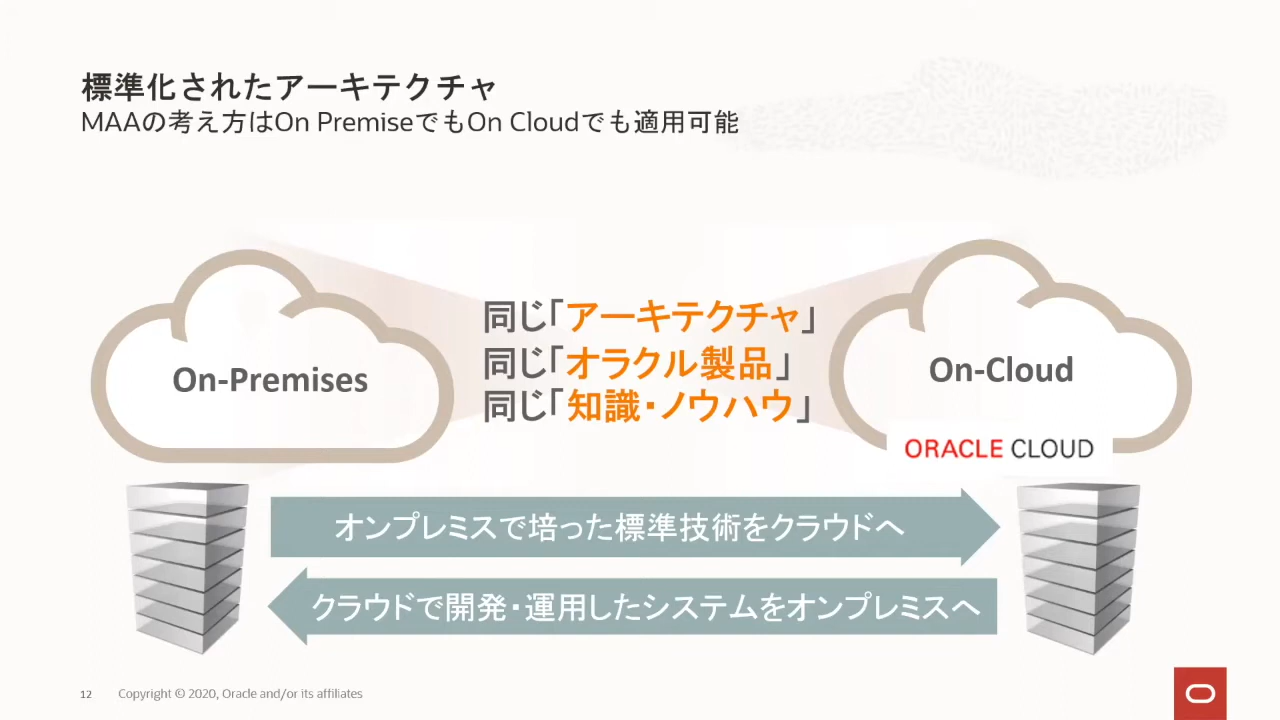 標準化されたアーキテクチャ
MAAの考え方はOn PremiseでもOn Cloudでも適用可能
On-Premises
同じ「アーキテクチャ」
同じ「オラクル製品」
同じ「知識・ノウハウ」
On-Cloud
ORACLE CLOUD
オンプレミスで培った標準技術をクラウドへ
クラウドで開発・運用したシステムをオンプレミスへ
12 Copyright © 2020, Oracle and/or its affiliates